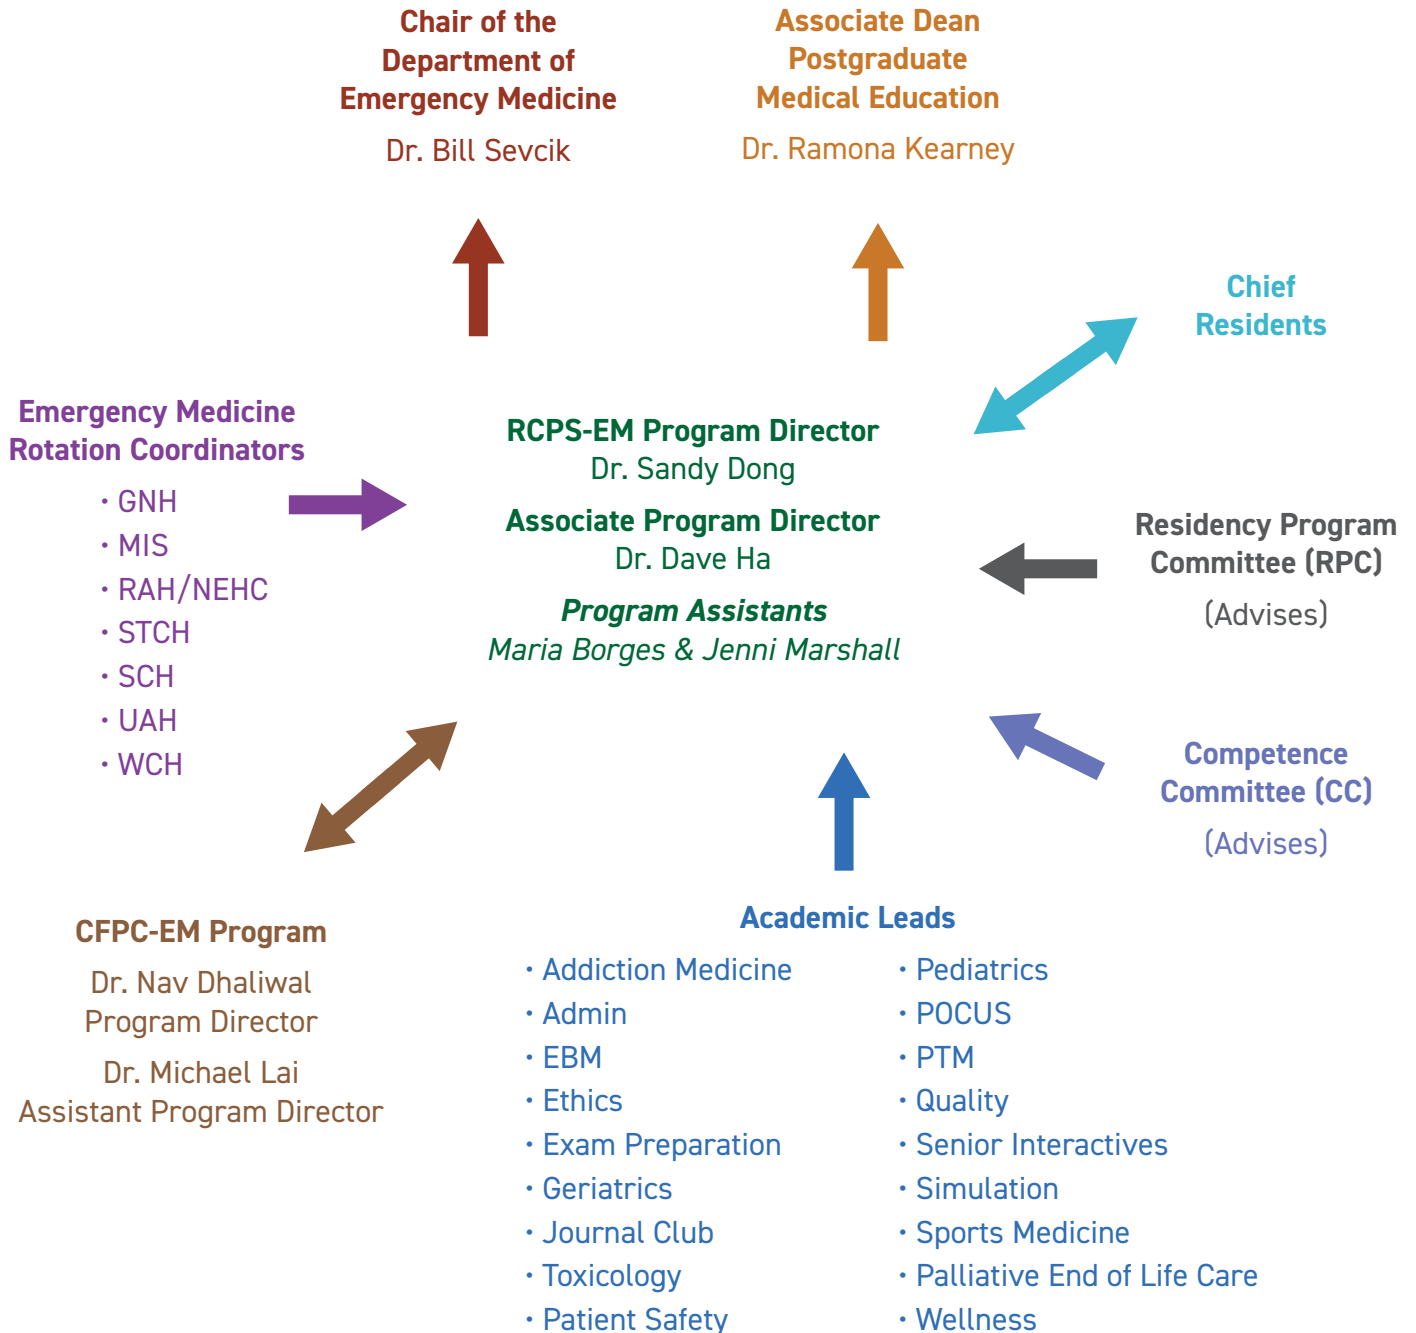 Chair of the
Department of
Emergency Medicine
Dr. Bill Sevcik
Associate Dean
Postgraduate
Medical Education
Dr. Ramona Kearney
Chief
Residents
Emergency Medicine
Rotation Coordinators
· GNH
· MIS
· RAH/NEHC
· STCH
· SCH
· UAH
· WCH
RCPS-EM Program Director
Dr. Sandy Dong
Associate Program Director
Dr. Dave Ha
Program Assistants
Maria Borges & Jenni Marshall
Residency Program
Committee (RPC)
(Advises)
Competence
Committee (CC)
(Advises)
CFPC-EM Program
Dr. Nav Dhaliwal
Program Director
Dr. Michael Lai
Assistant Program Director
Academic Leads
· Addiction Medicine
· Admin
· EBM
· Ethics
· Exam Preparation
· Geriatrics
· Journal Club
· Toxicology
· Patient Safety
· Pediatrics
· POCUS
· PTM
· Quality
· Senior Interactives
· Simulation
· Sports Medicine
· Palliative End of Life Care
· Wellness